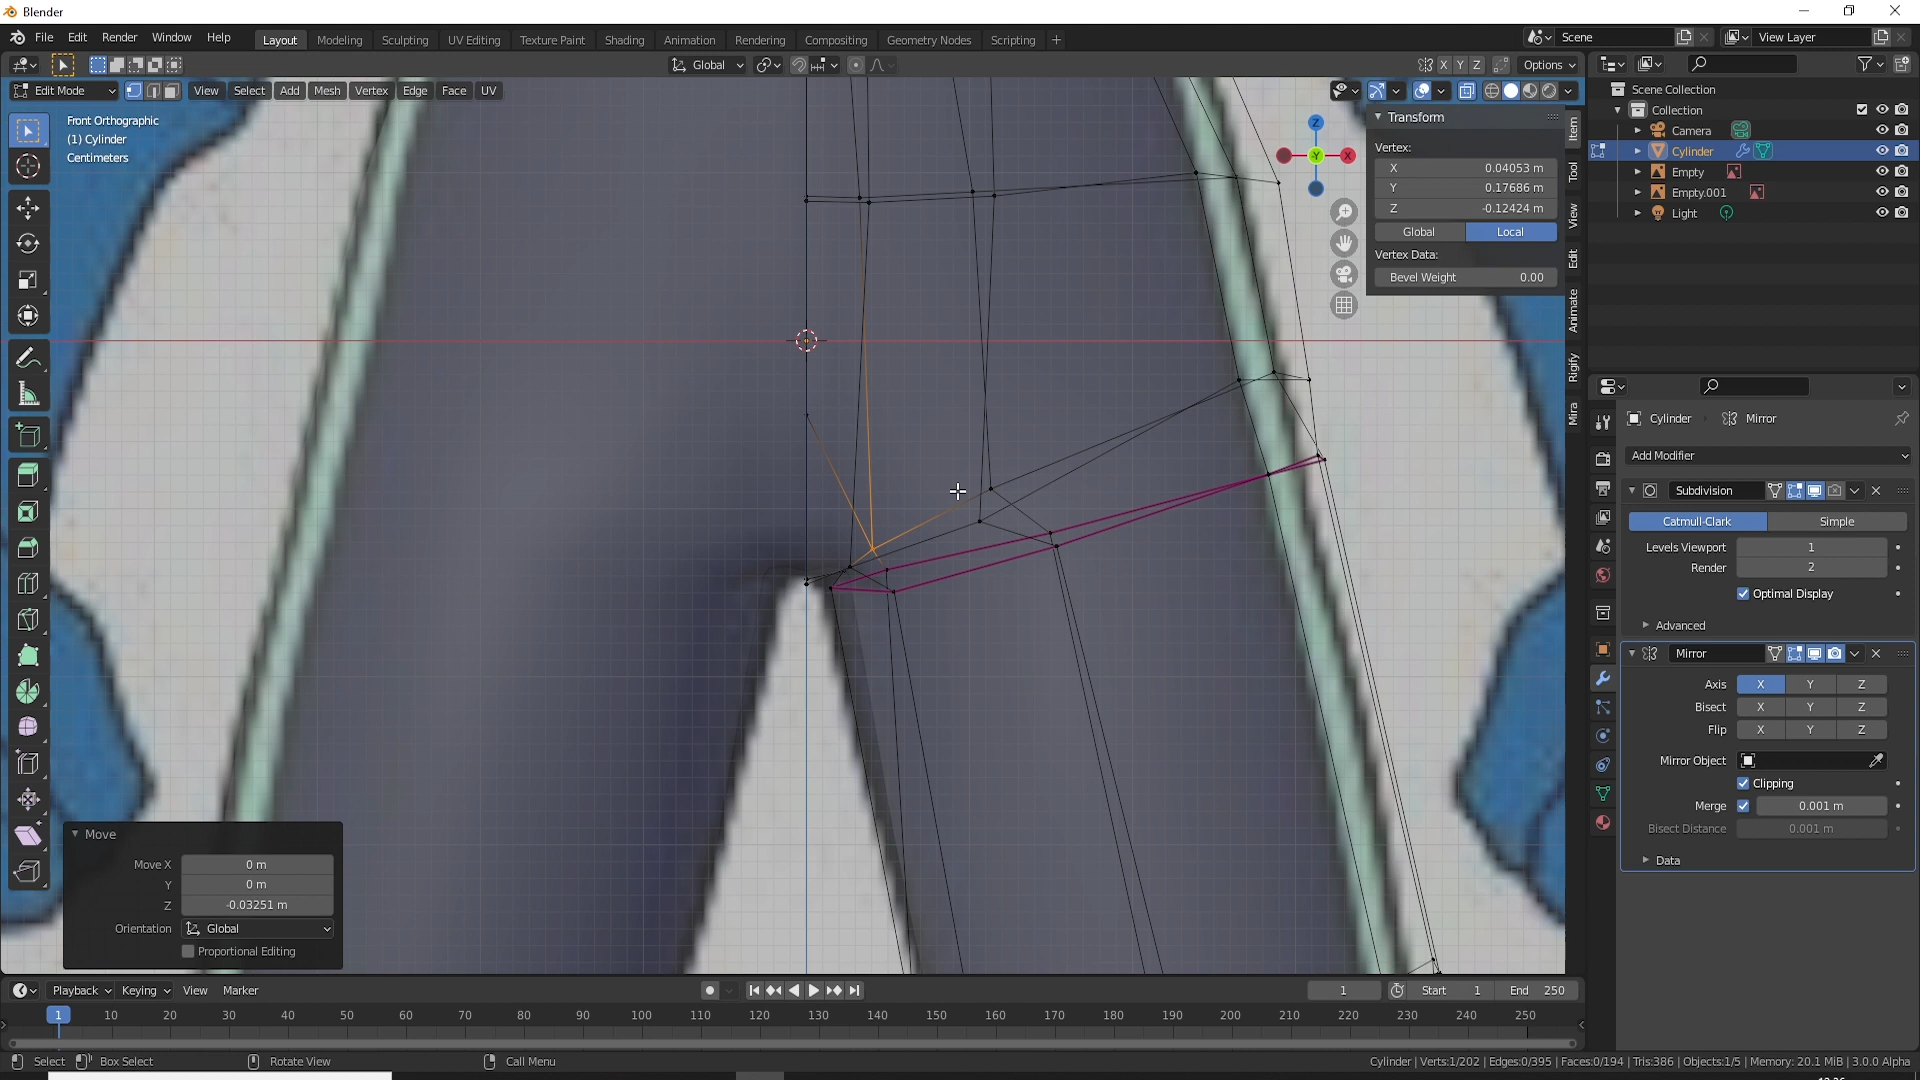 Blender
File Edit Render Window Help
Layout Modeling Sculpting UV Editing Texture Paint Shading Animation Rendering Compositing Geometry Nodes Scripting +
Scene
View Layer
Global
X Y Z
Options
Edit Mode
View Select Add Mesh Vertex Edge Face UV
Front Orthographic
(1) Cylinder
Centimeters
Z
Y
X
Transform
Vertex:
X 0.04053 m
Y 0.17686 m
Z -0.12424 m
Global Local
Vertex Data:
Bevel Weight 0.00
Item
Tool
View
Edit
Animate
Rigify
Mira
Scene Collection
Collection
Camera
Cylinder
Empty
Empty.001
Light
Cylinder
Mirror
Add Modifier
Subdivision
Catmull-Clark Simple
Levels Viewport 1
Render 2
Optimal Display
Advanced
Mirror
Axis X Y Z
Bisect X Y Z
Flip X Y Z
Mirror Object
Clipping
Merge 0.001 m
Bisect Distance 0.001 m
Data
Move
Move X 0 m
Y 0 m
Z -0.03251 m
Orientation Global
Proportional Editing
Playback Keying View Marker
1
Start 1
End 250
1 10 20 30 40 50 60 70 80 90 100 110 120 130 140 150 160 170 180 190 200 210 220 230 240 250
Select Box Select Rotate View Call Menu
Cylinder | Verts:1/202 | Edges:0/395 | Faces:0/194 | Tris:386 | Objects:1/5 | Memory: 20.1 MiB | 3.0.0 Alpha